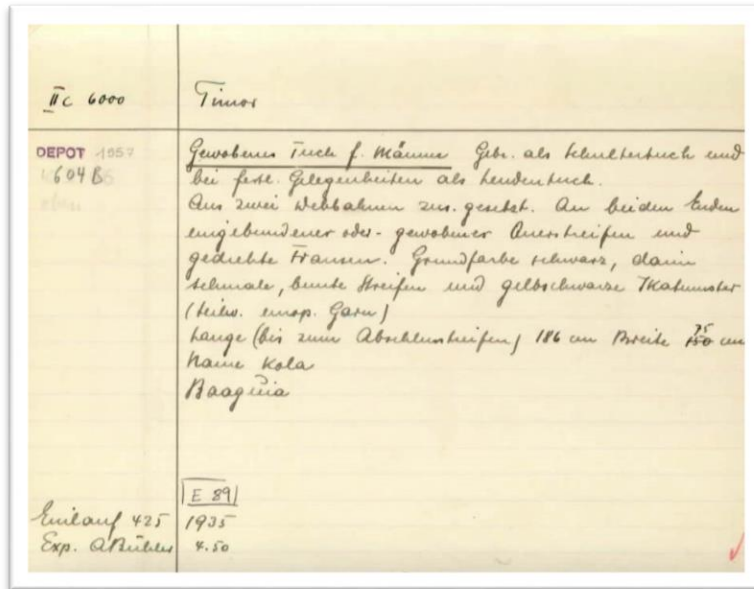 IIc 6000 Timor
DEPOT 1957
604 B
oben
Gewobenes Tuch f. Männer Gebr. als Schultertuch und
bei festl. Gelegenheiten als Lendentuch.
Aus zwei Webbahnen zus. gesetzt. An beiden Enden
eingebundener oder- gewobener Querstreifen und
gedrehte Fransen. Grundfarbe schwarz, darin
schmale, bunte Streifen und gelbschwarze Ikatmuster
(teilw. europ. Garn)
Länge (bis zum Abschlusstreifen) 186 cm Breite 75 cm
Name Kola
Baaguia
E 89
Einlauf 425 1935
Exp. A Bühler 4.50